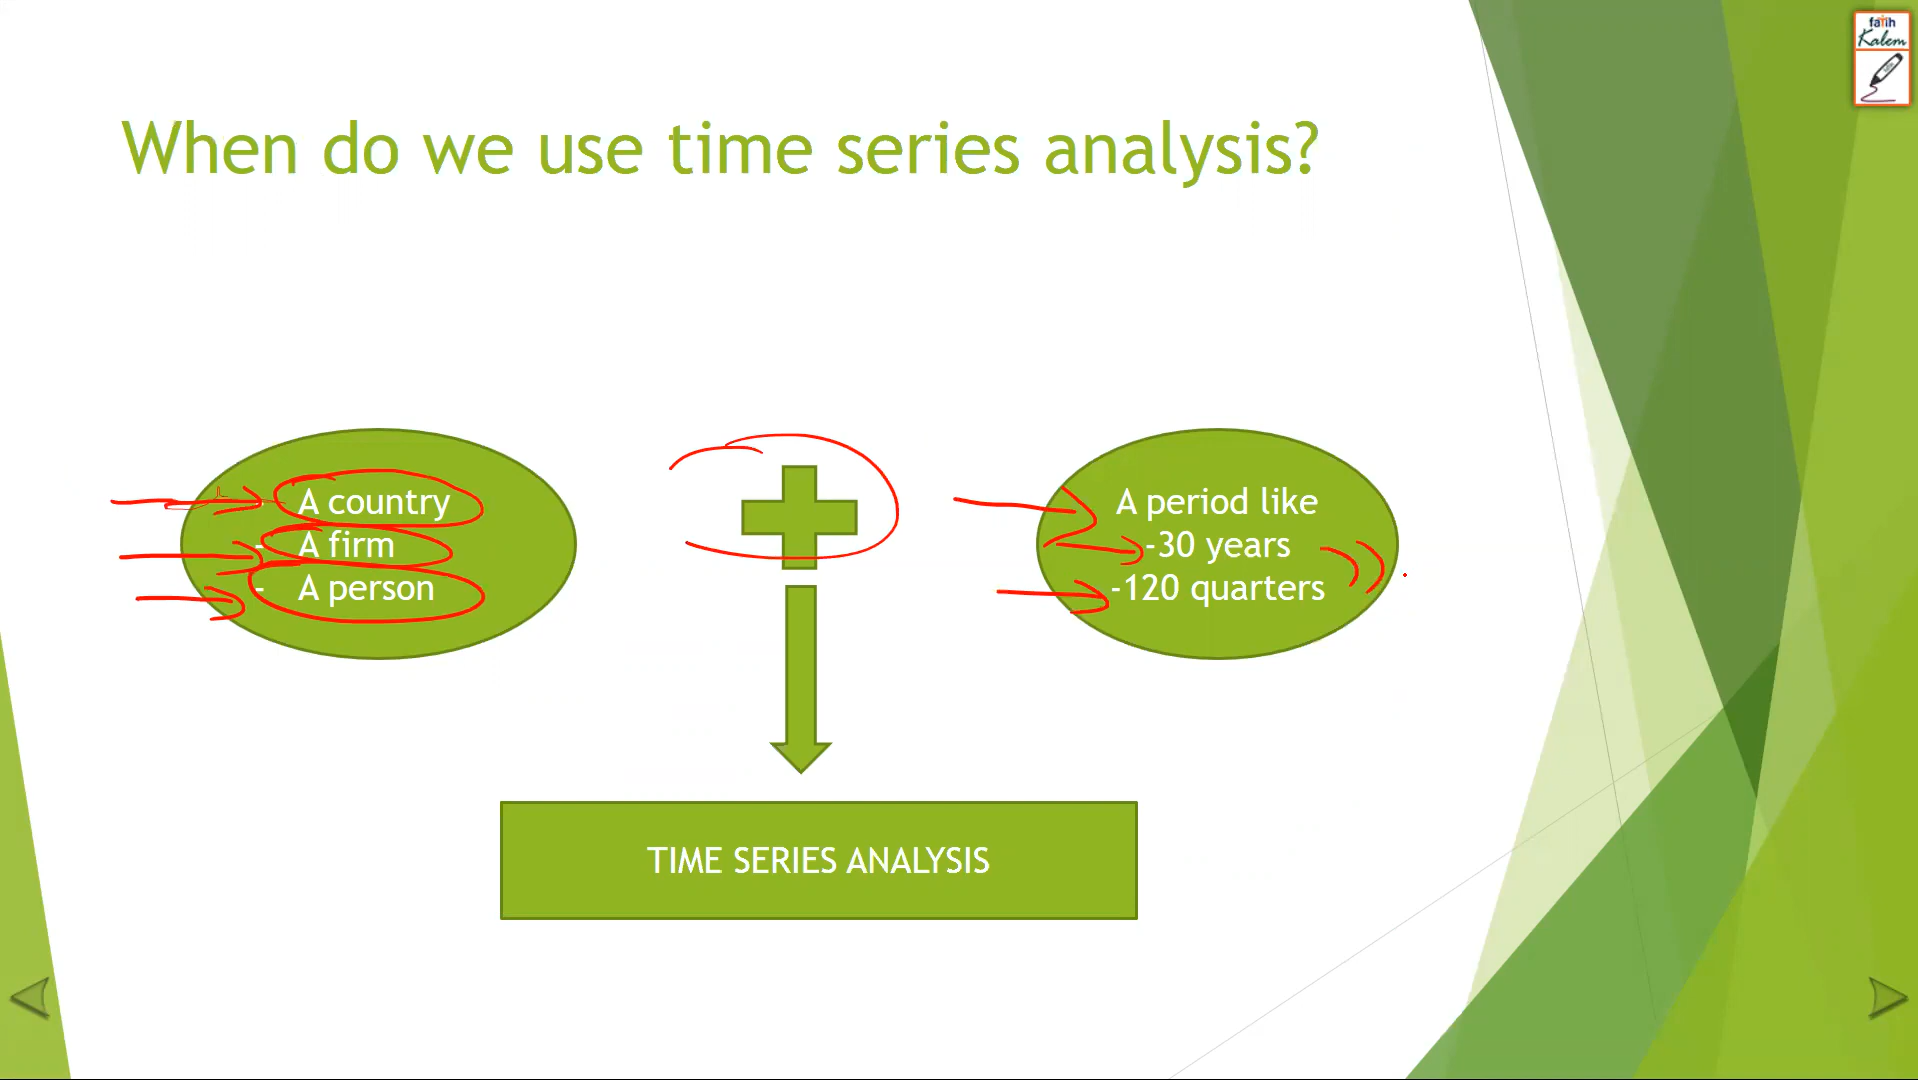 fatih
Kalem
When do we use time series analysis?
- A country
- A firm
- A person
A period like
-30 years
-120 quarters
TIME SERIES ANALYSIS